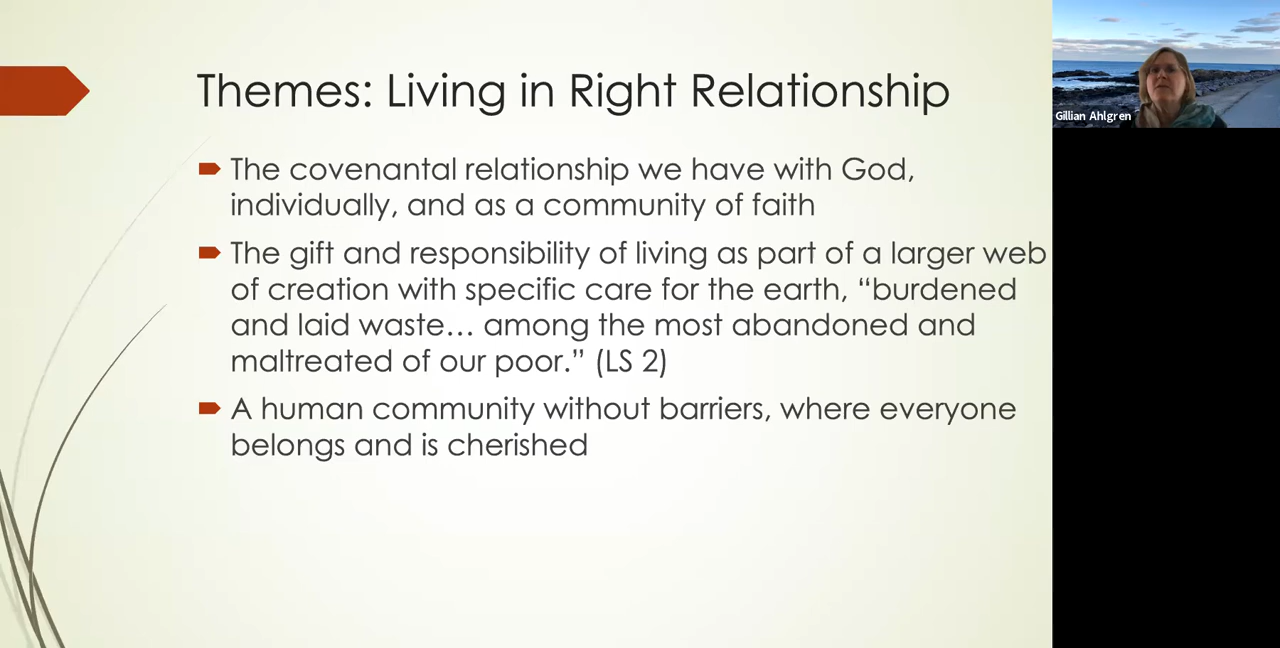 Themes: Living in Right Relationship
The covenantal relationship we have with God,
individually, and as a community of faith
The gift and responsibility of living as part of a larger web
of creation with specific care for the earth, “burdened
and laid waste… among the most abandoned and
maltreated of our poor.” (LS 2)
A human community without barriers, where everyone
belongs and is cherished
Gillian Ahlgren